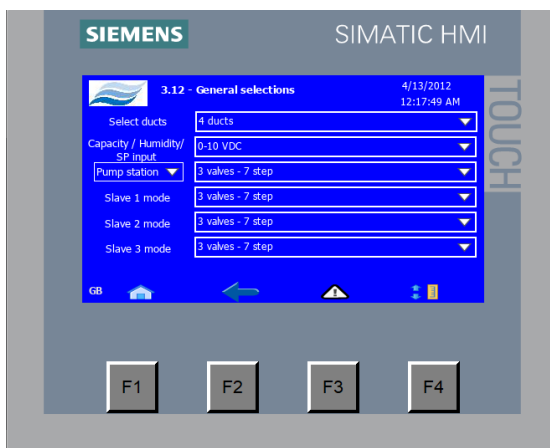 SIEMENS
SIMATIC HMI
TOUCH
3.12 - General selections
4/13/2012
12:17:49 AM
Select ducts
4 ducts
Capacity / Humidity/
SP input
0-10 VDC
Pump station
3 valves - 7 step
Slave 1 mode
3 valves - 7 step
Slave 2 mode
3 valves - 7 step
Slave 3 mode
3 valves - 7 step
GB
F1
F2
F3
F4